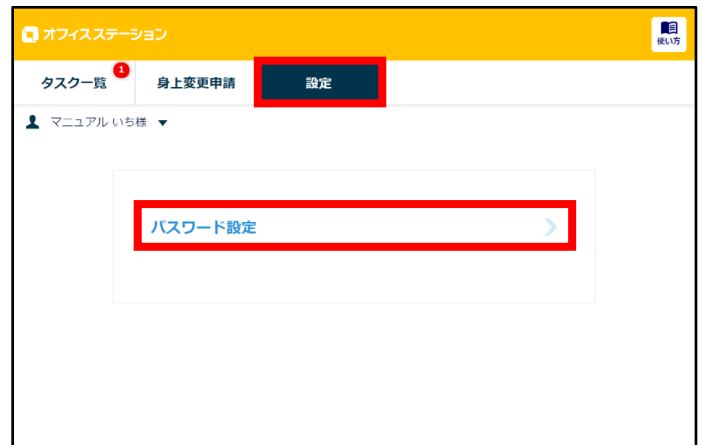 オフィスステーション
使い方
タスク一覧 1 身上変更申請 設定
マニュアル いち様 ▼
パスワード設定